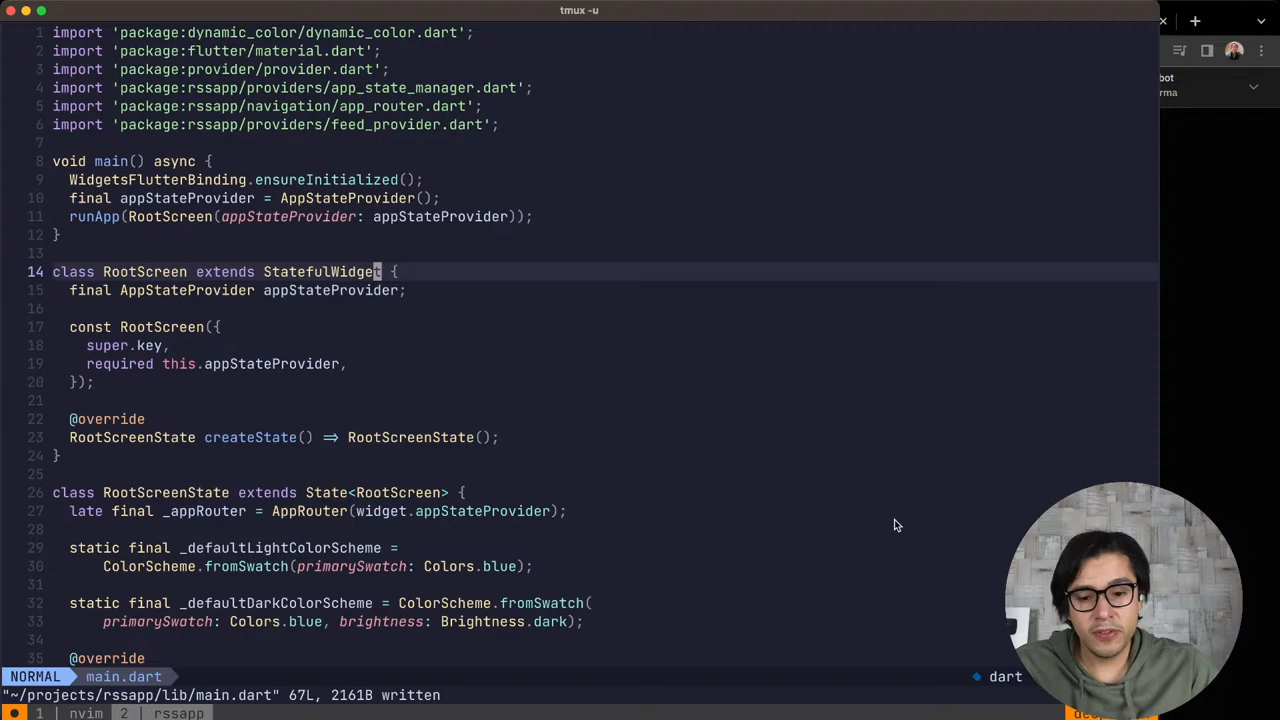 tmux -u
1 import 'package:dynamic_color/dynamic_color.dart';
2 import 'package:flutter/material.dart';
3 import 'package:provider/provider.dart';
4 import 'package:rssapp/providers/app_state_manager.dart';
5 import 'package:rssapp/navigation/app_router.dart';
6 import 'package:rssapp/providers/feed_provider.dart';
7
8 void main() async {
9 WidgetsFlutterBinding.ensureInitialized();
10 final appStateProvider = AppStateProvider();
11 runApp(RootScreen(appStateProvider: appStateProvider));
12 }
13
14 class RootScreen extends StatefulWidget {
15 final AppStateProvider appStateProvider;
16
17 const RootScreen({
18 super.key,
19 required this.appStateProvider,
20 });
21
22 @override
23 RootScreenState createState() => RootScreenState();
24 }
25
26 class RootScreenState extends State<RootScreen> {
27 late final _appRouter = AppRouter(widget.appStateProvider);
28
29 static final _defaultLightColorScheme =
30 ColorScheme.fromSwatch(primarySwatch: Colors.blue);
31
32 static final _defaultDarkColorScheme = ColorScheme.fromSwatch(
33 primarySwatch: Colors.blue, brightness: Brightness.dark);
34
35 @override
NORMAL main.dart dart
"~/projects/rssapp/lib/main.dart" 67L, 2161B written
1 nvim 2 rssapp
bot
rma